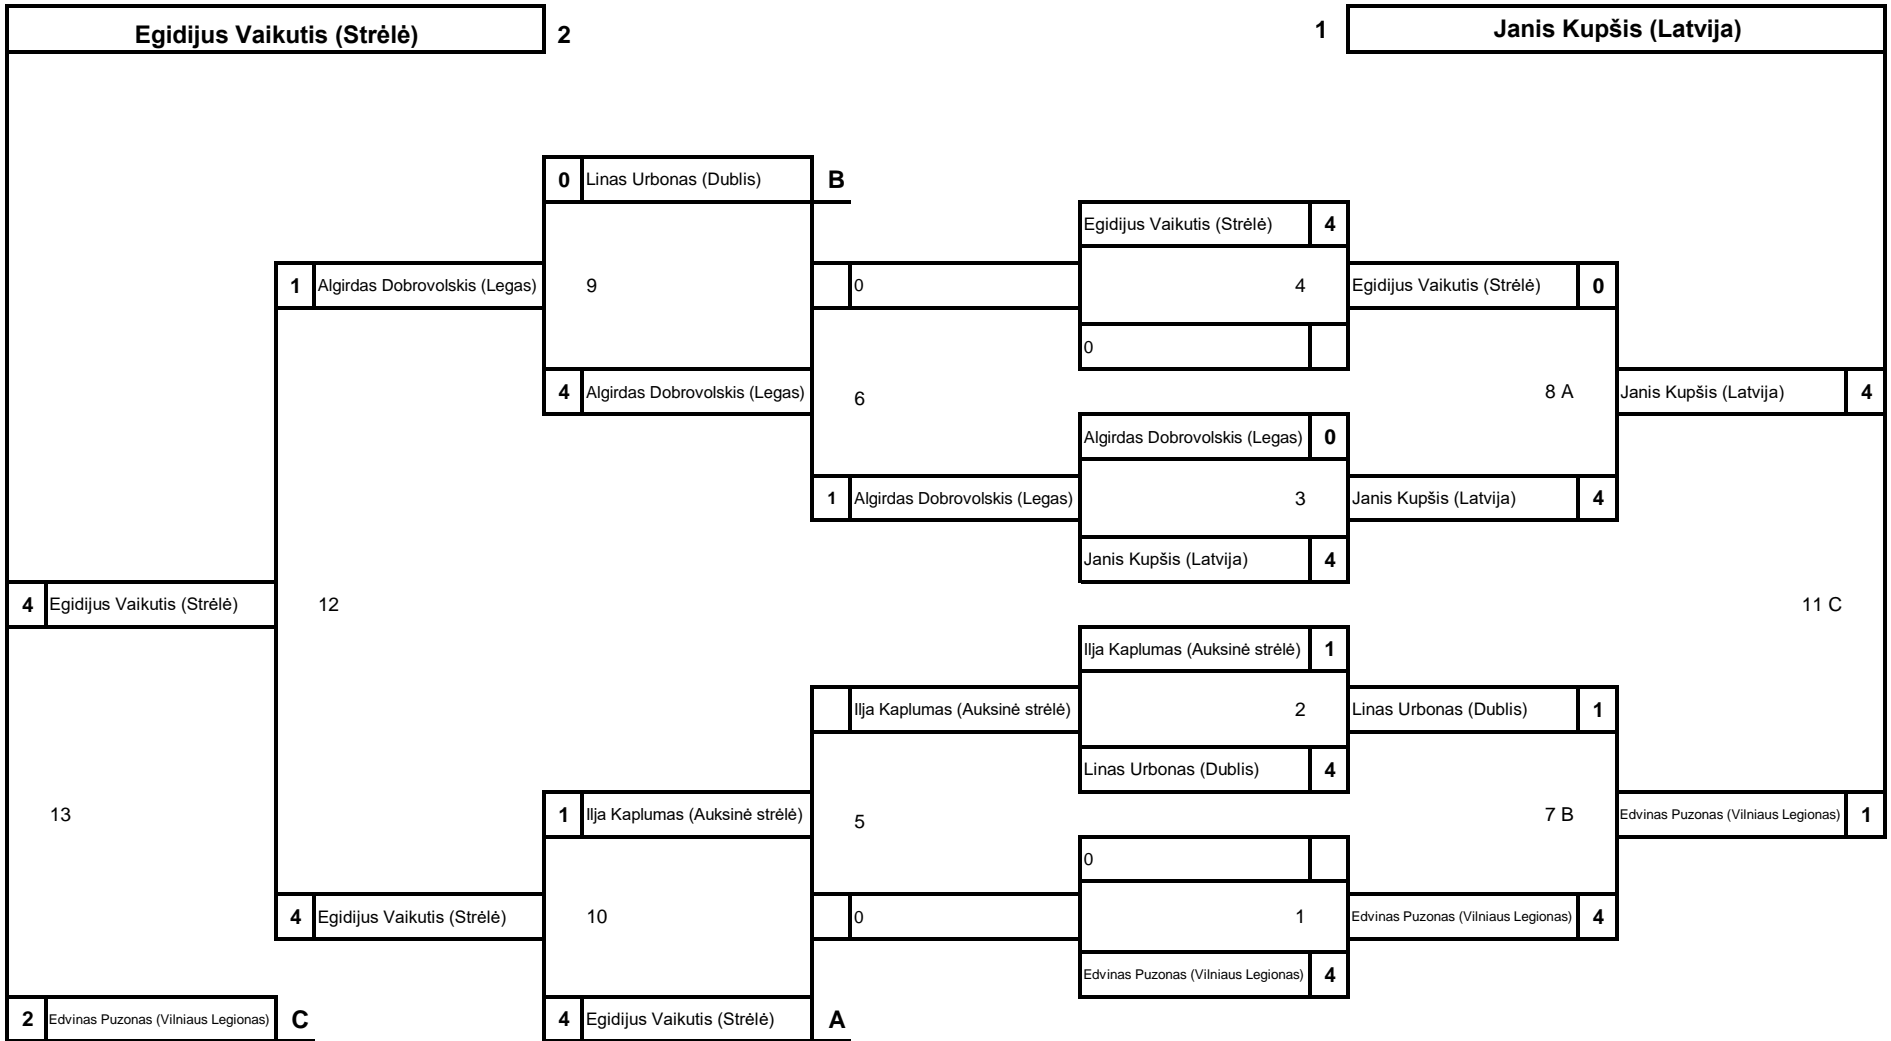 Egidijus Vaikutis (Strėlė) 2 1 Janis Kupšis (Latvija)
0 Linas Urbonas (Dublis) B
Egidijus Vaikutis (Strėlė) 4
1 Algirdas Dobrovolskis (Legas) 9 0 4 Egidijus Vaikutis (Strėlė) 0
0
4 Algirdas Dobrovolskis (Legas) 6 8 A Janis Kupšis (Latvija) 4
Algirdas Dobrovolskis (Legas) 0
1 Algirdas Dobrovolskis (Legas) 3 Janis Kupšis (Latvija) 4
Janis Kupšis (Latvija) 4
4 Egidijus Vaikutis (Strėlė) 12 11 C
Ilja Kaplumas (Auksinė strėlė) 1
Ilja Kaplumas (Auksinė strėlė) 2 Linas Urbonas (Dublis) 1
Linas Urbonas (Dublis) 4
13 1 Ilja Kaplumas (Auksinė strėlė) 5 7 B Edvinas Puzonas (Vilniaus Legionas) 1
0
4 Egidijus Vaikutis (Strėlė) 10 0 1 Edvinas Puzonas (Vilniaus Legionas) 4
Edvinas Puzonas (Vilniaus Legionas) 4
2 Edvinas Puzonas (Vilniaus Legionas) C 4 Egidijus Vaikutis (Strėlė) A